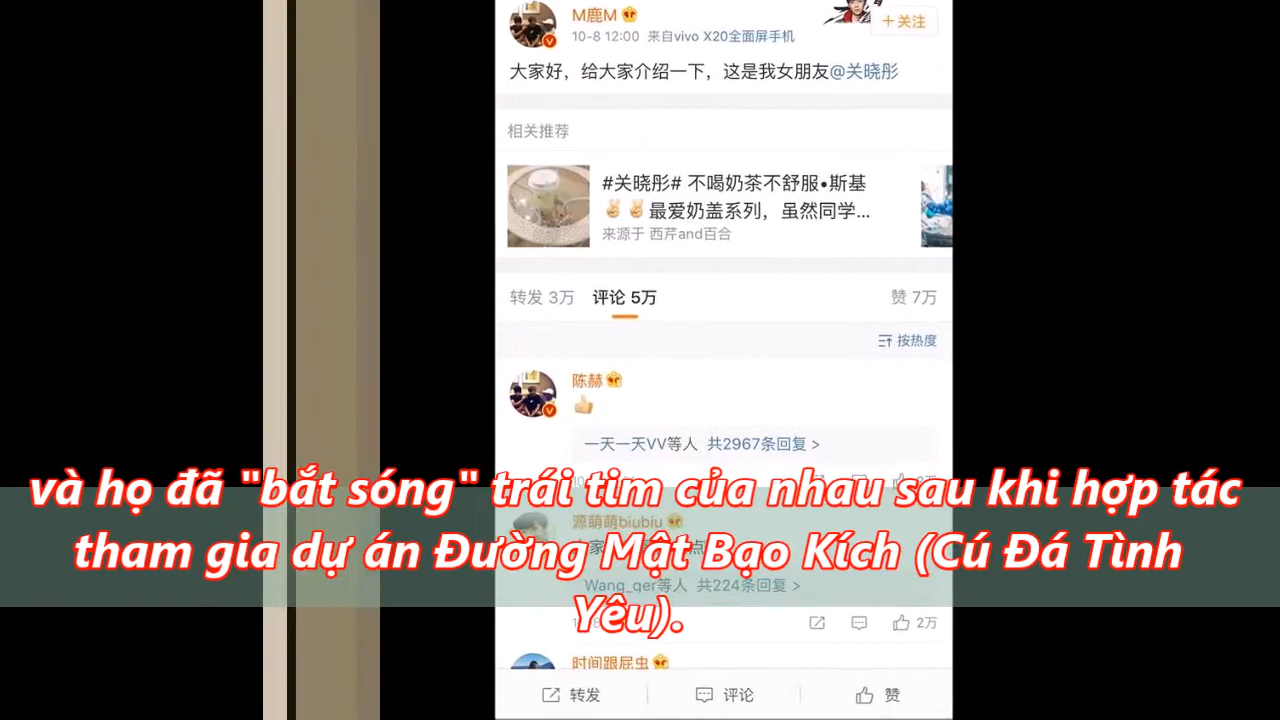 M鹿M
10-8 12:00 来自vivo X20全面屏手机
+关注
大家好，给大家介绍一下，这是我女朋友@关晓彤
相关推荐
#关晓彤# 不喝奶茶不舒服•斯基
✌✌最爱奶盖系列，虽然同学...
来源于 西芹and百合
转发 3万 评论 5万 赞 7万
按热度
陈赫
👍
一天一天VV等人 共2967条回复 >
và họ đã "bắt sóng" trái tim của nhau sau khi hợp tác
源萌萌biubiu
tham gia dự án Đường Mật Bạo Kích (Cú Đá Tình
Wang_qer等人 共224条回复 >
Yêu).
2万
时间跟屁虫
转发 评论 赞